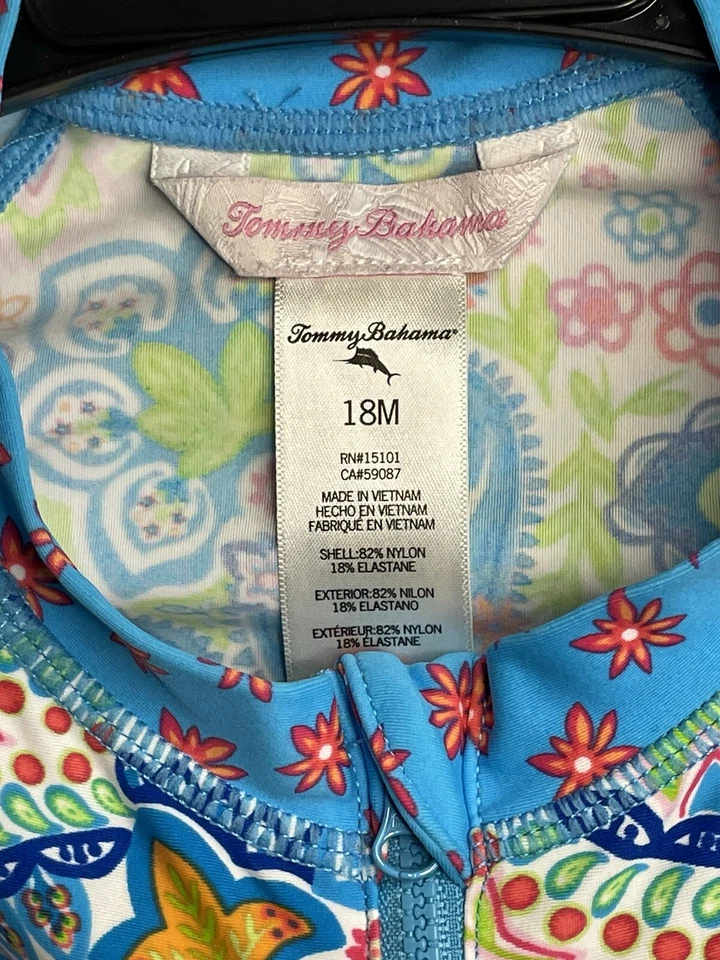 Tommy Bahama
Tommy Bahama®
18M
RN#15101
CA#59087
MADE IN VIETNAM
HECHO EN VIETNAM
FABRIQUÉ EN VIETNAM
SHELL:82% NYLON
18% ELASTANE
EXTERIOR:82% NILON
18% ELASTANO
EXTÉRIEUR:82% NYLON
18% ÉLASTANE